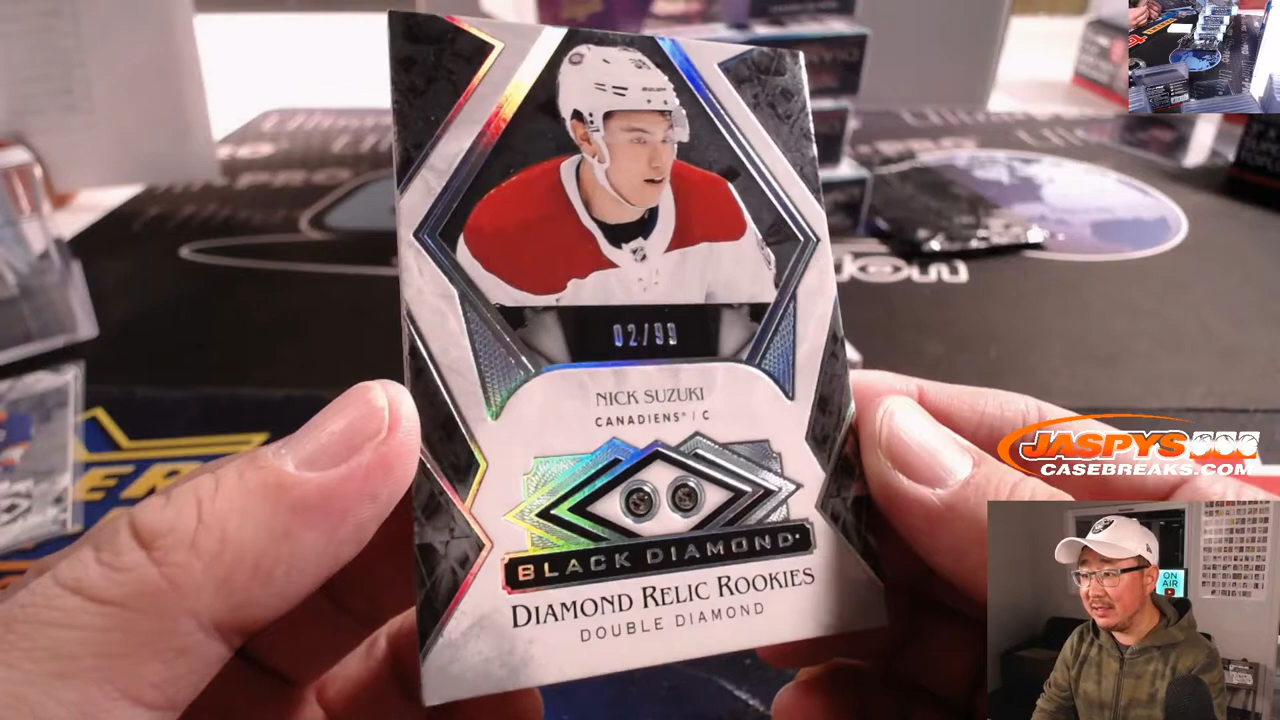 02/99
NICK SUZUKI
CANADIENS® / C
BLACK DIAMOND
DIAMOND RELIC ROOKIES
DOUBLE DIAMOND
JASPYS
CASEBREAKS.COM
ON
AIR